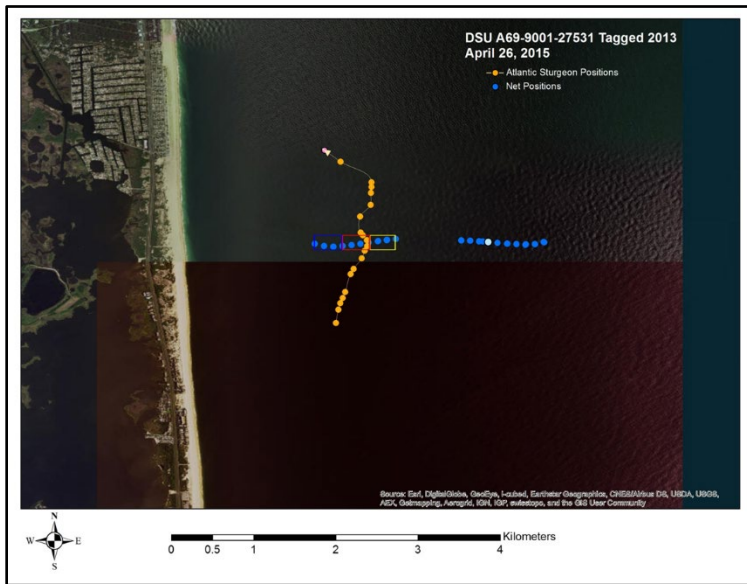 DSU A69-9001-27531 Tagged 2013
April 26, 2015
Atlantic Sturgeon Positions
Net Positions
Source: Esri, DigitalGlobe, GeoEye, i-cubed, Earthstar Geographics, CNES/Airbus DS, USDA, USGS,
AEX, Getmapping, Aerogrid, IGN, IGP, swisstopo, and the GIS User Community
N
W E
S
0 0.5 1 2 3 4 Kilometers